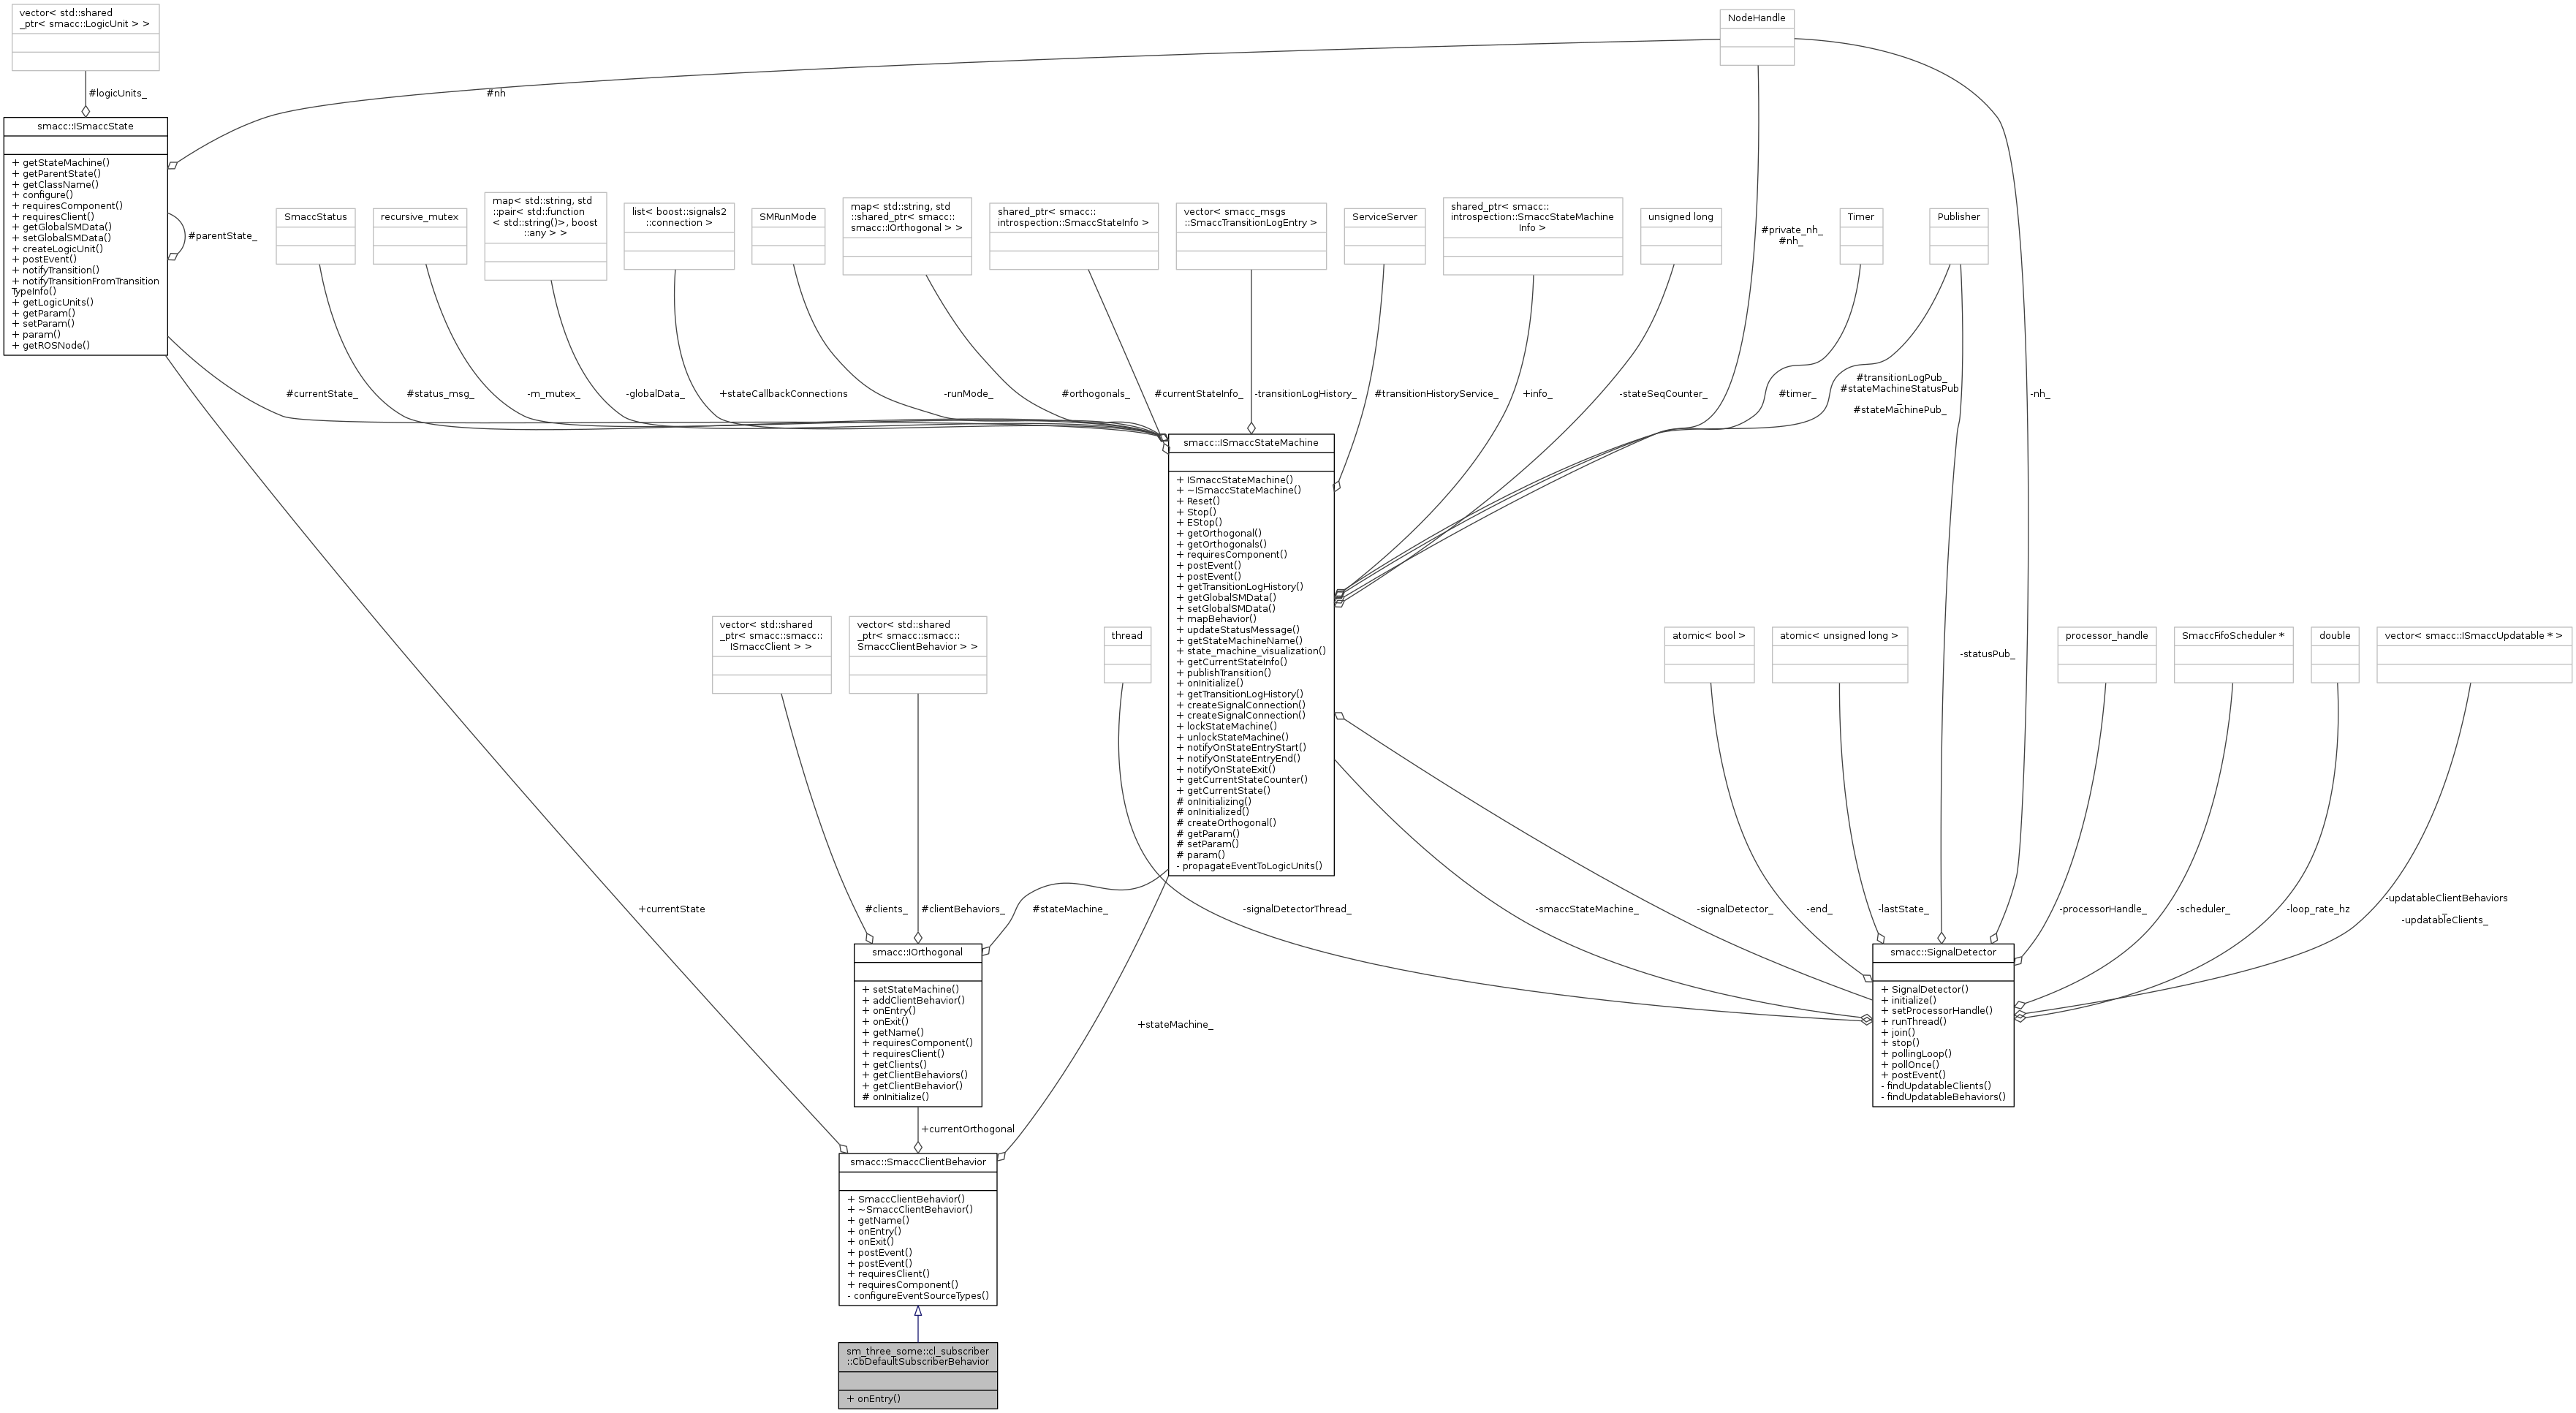 vector< std::shared
_ptr< smacc::LogicUnit > >
NodeHandle
#logicUnits_
#nh
smacc::ISmaccState
+ getStateMachine()
+ getParentState()
+ getClassName()
+ configure()
+ requiresComponent()
+ requiresClient()
+ getGlobalSMData()
+ setGlobalSMData()
+ createLogicUnit()
+ postEvent()
+ notifyTransition()
+ notifyTransitionFromTransition
TypeInfo()
+ getLogicUnits()
+ getParam()
+ setParam()
+ param()
+ getROSNode()
#parentState_
SmaccStatus
recursive_mutex
map< std::string, std
::pair< std::function
< std::string()>, boost
::any > >
list< boost::signals2
::connection >
SMRunMode
map< std::string, std
::shared_ptr< smacc::
smacc::IOrthogonal > >
shared_ptr< smacc::
introspection::SmaccStateInfo >
vector< smacc_msgs
::SmaccTransitionLogEntry >
ServiceServer
shared_ptr< smacc::
introspection::SmaccStateMachine
Info >
unsigned long
#private_nh_
#nh_
Timer
Publisher
#currentState_
#status_msg_
-m_mutex_
-globalData_
+stateCallbackConnections
-runMode_
#orthogonals_
#currentStateInfo_
-transitionLogHistory_
#transitionHistoryService_
+info_
-stateSeqCounter_
#timer_
#transitionLogPub_
#stateMachineStatusPub
_
#stateMachinePub_
-nh_
smacc::ISmaccStateMachine
+ ISmaccStateMachine()
+ ~ISmaccStateMachine()
+ Reset()
+ Stop()
+ EStop()
+ getOrthogonal()
+ getOrthogonals()
+ requiresComponent()
+ postEvent()
+ postEvent()
+ getTransitionLogHistory()
+ getGlobalSMData()
+ setGlobalSMData()
+ mapBehavior()
+ updateStatusMessage()
+ getStateMachineName()
+ state_machine_visualization()
+ getCurrentStateInfo()
+ publishTransition()
+ onInitialize()
+ getTransitionLogHistory()
+ createSignalConnection()
+ createSignalConnection()
+ lockStateMachine()
+ unlockStateMachine()
+ notifyOnStateEntryStart()
+ notifyOnStateEntryEnd()
+ notifyOnStateExit()
+ getCurrentStateCounter()
+ getCurrentState()
# onInitializing()
# onInitialized()
# createOrthogonal()
# getParam()
# setParam()
# param()
- propagateEventToLogicUnits()
vector< std::shared
_ptr< smacc::smacc::
ISmaccClient > >
vector< std::shared
_ptr< smacc::smacc::
SmaccClientBehavior > >
thread
atomic< bool >
atomic< unsigned long >
-statusPub_
processor_handle
SmaccFifoScheduler *
double
vector< smacc::ISmaccUpdatable * >
+currentState
#clients_
#clientBehaviors_
#stateMachine_
-signalDetectorThread_
-smaccStateMachine_
-signalDetector_
-end_
-lastState_
-processorHandle_
-scheduler_
-loop_rate_hz
-updatableClientBehaviors
_
-updatableClients_
smacc::IOrthogonal
+ setStateMachine()
+ addClientBehavior()
+ onEntry()
+ onExit()
+ getName()
+ requiresComponent()
+ requiresClient()
+ getClients()
+ getClientBehaviors()
+ getClientBehavior()
# onInitialize()
smacc::SignalDetector
+ SignalDetector()
+ initialize()
+ setProcessorHandle()
+ runThread()
+ join()
+ stop()
+ pollingLoop()
+ pollOnce()
+ postEvent()
- findUpdatableClients()
- findUpdatableBehaviors()
+stateMachine_
+currentOrthogonal
smacc::SmaccClientBehavior
+ SmaccClientBehavior()
+ ~SmaccClientBehavior()
+ getName()
+ onEntry()
+ onExit()
+ postEvent()
+ postEvent()
+ requiresClient()
+ requiresComponent()
- configureEventSourceTypes()
sm_three_some::cl_subscriber
::CbDefaultSubscriberBehavior
+ onEntry()